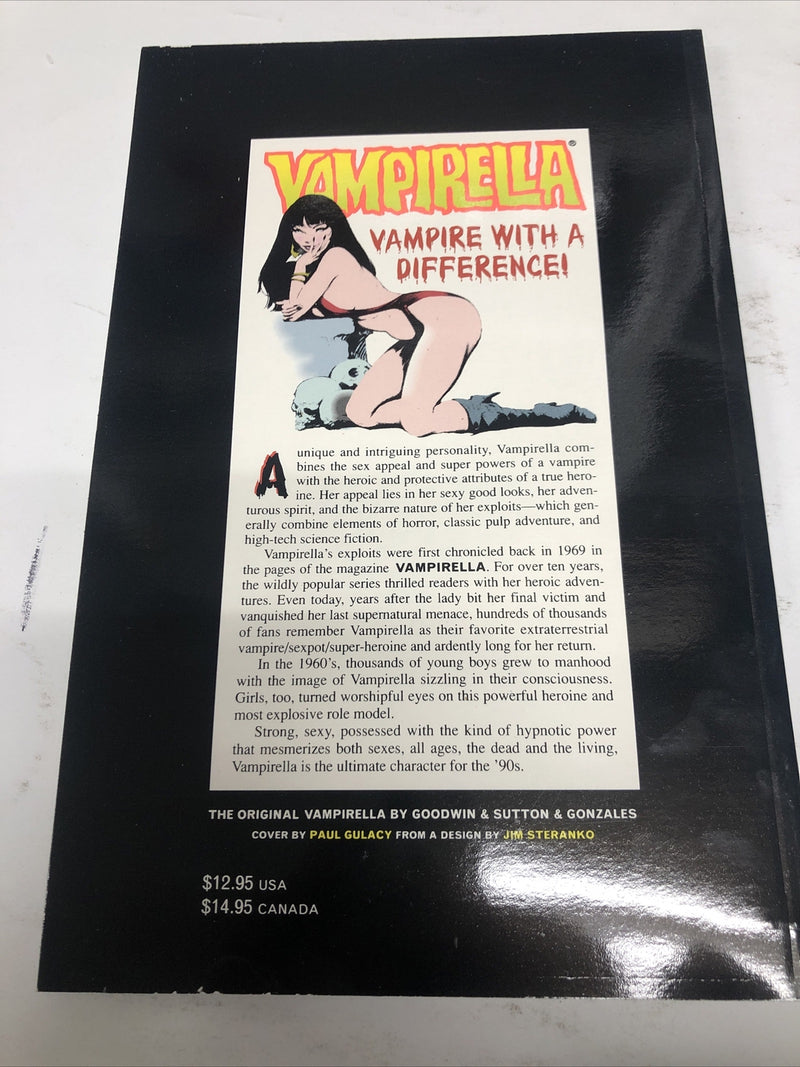 VAMPIRELLA®
VAMPIRE WITH A
DIFFERENCE!
A unique and intriguing personality, Vampirella com-
bines the sex appeal and super powers of a vampire
with the heroic and protective attributes of a true hero-
ine. Her appeal lies in her sexy good looks, her adven-
turous spirit, and the bizarre nature of her exploits—which gen-
erally combine elements of horror, classic pulp adventure, and
high-tech science fiction.
Vampirella's exploits were first chronicled back in 1969 in
the pages of the magazine VAMPIRELLA. For over ten years,
the wildly popular series thrilled readers with her heroic adven-
tures. Even today, years after the lady bit her final victim and
vanquished her last supernatural menace, hundreds of thousands
of fans remember Vampirella as their favorite extraterrestrial
vampire/sexpot/super-heroine and ardently long for her return.
In the 1960's, thousands of young boys grew to manhood
with the image of Vampirella sizzling in their consciousness.
Girls, too, turned worshipful eyes on this powerful heroine and
most explosive role model.
Strong, sexy, possessed with the kind of hypnotic power
that mesmerizes both sexes, all ages, the dead and the living,
Vampirella is the ultimate character for the '90s.
THE ORIGINAL VAMPIRELLA BY GOODWIN & SUTTON & GONZALES
COVER BY PAUL GULACY FROM A DESIGN BY JIM STERANKO
$12.95 USA
$14.95 CANADA